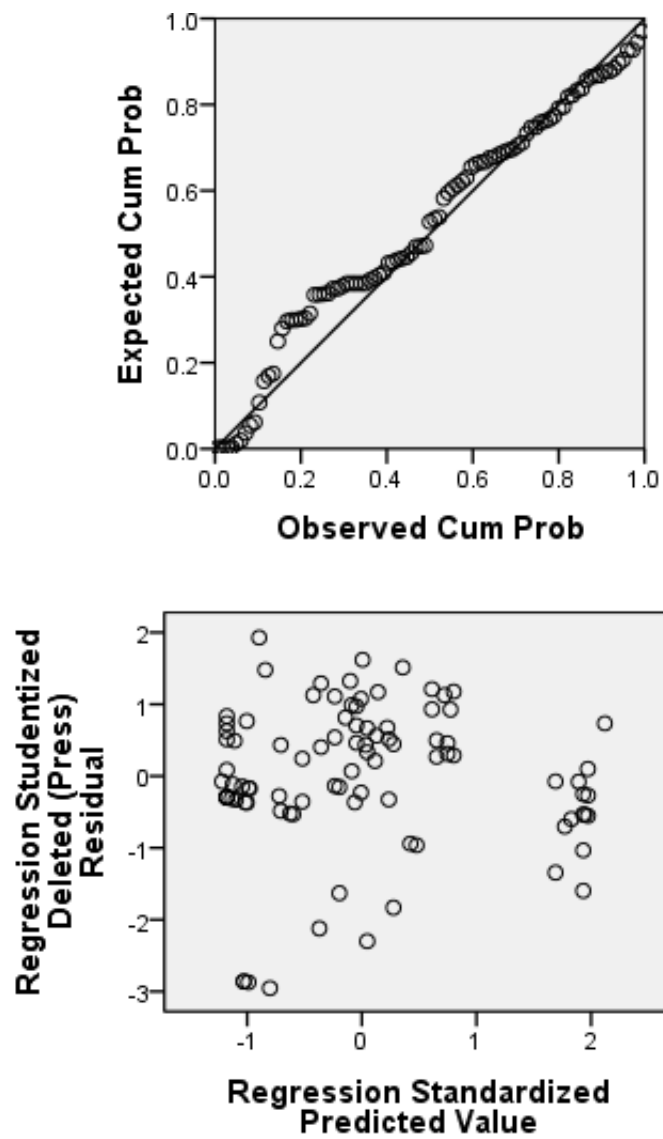 1.0
0.8
0.6
0.4
0.2
0.0
Expected Cum Prob
0.0 0.2 0.4 0.6 0.8 1.0
Observed Cum Prob
Regression Studentized
Deleted (Press)
Residual
2
1
0
-1
-2
-3
-1 0 1 2
Regression Standardized
Predicted Value